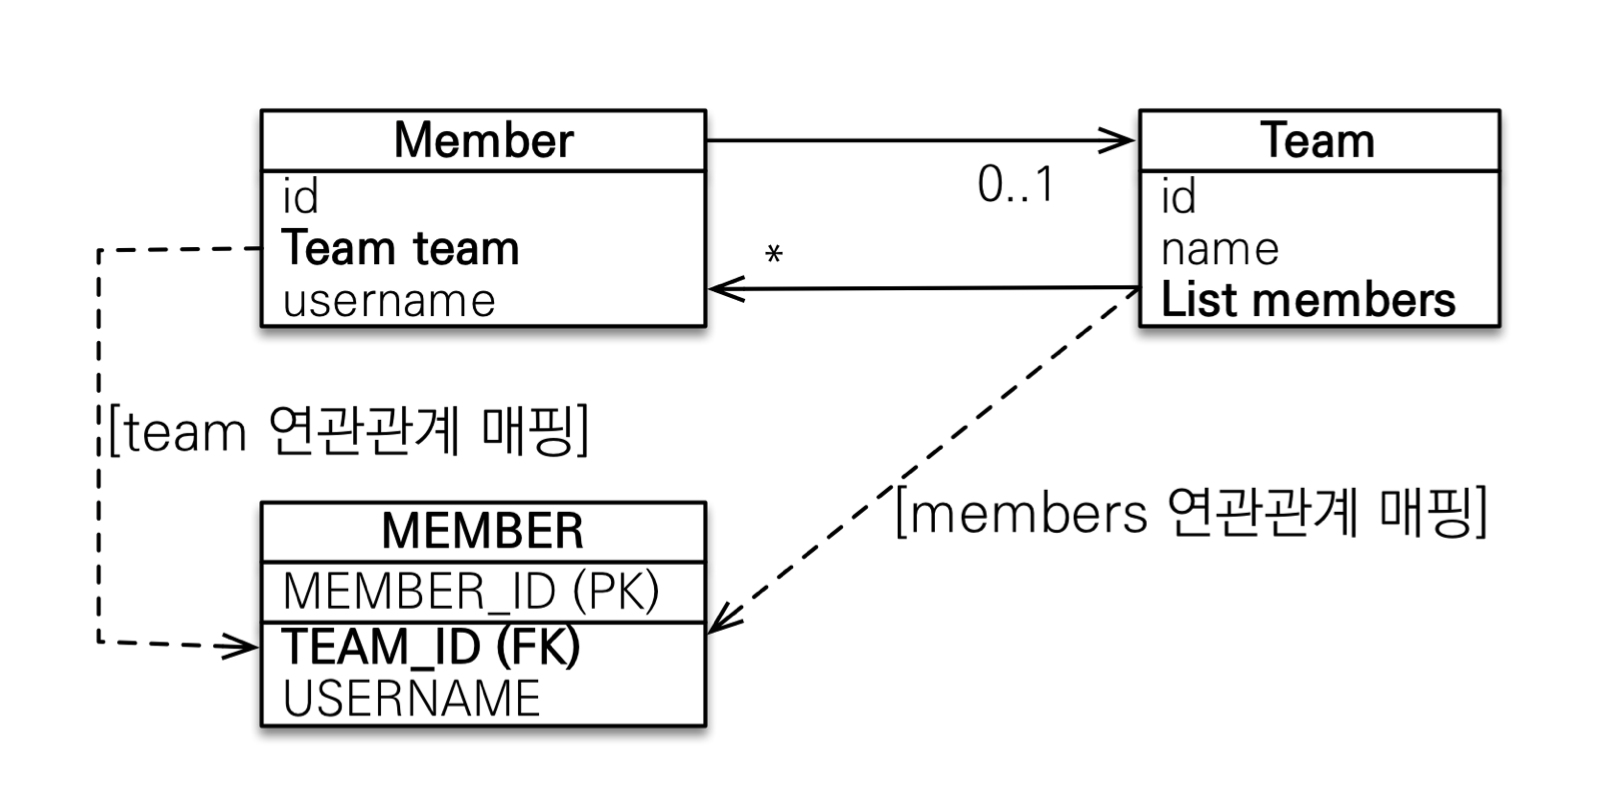 Member
id
Team team
username
0..1
*
Team
id
name
List members
[team 연관관계 매핑]
[members 연관관계 매핑]
MEMBER
MEMBER_ID (PK)
TEAM_ID (FK)
USERNAME